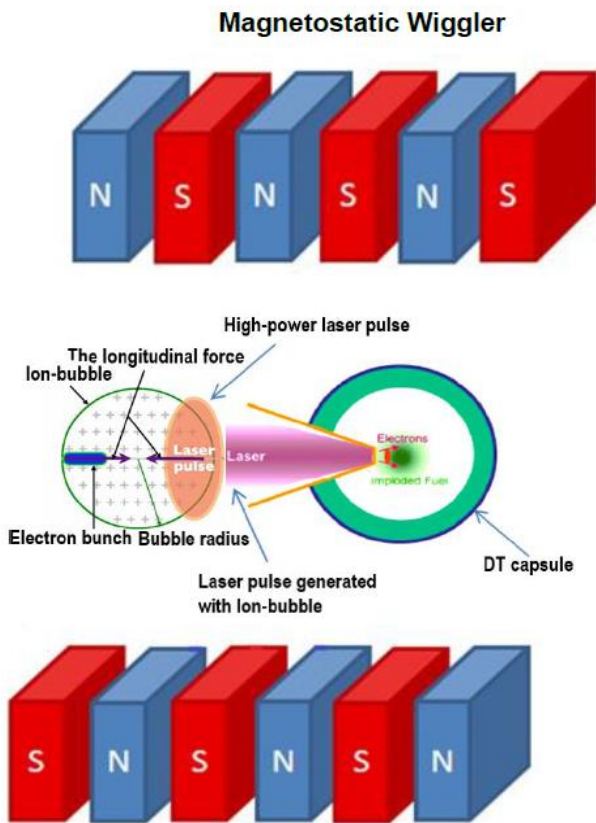 Magnetostatic Wiggler
N S N S N S
High-power laser pulse
The longitudinal force
Ion-bubble
Laser
pulse
Laser
Electrons
Imploded Fuel
Electron bunch
Bubble radius
DT capsule
Laser pulse generated
with Ion-bubble
S N S N S N